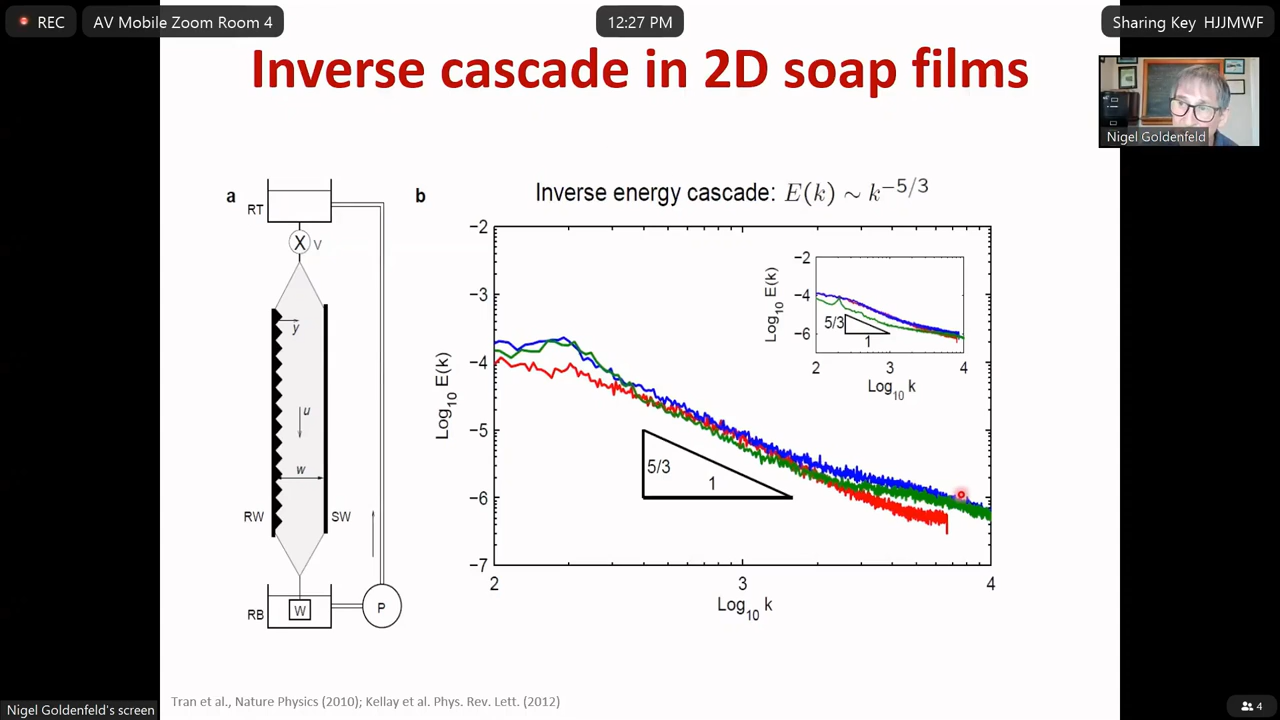 REC
AV Mobile Zoom Room 4
12:27 PM
Sharing Key HJJMWF
Nigel Goldenfeld
Inverse cascade in 2D soap films
a
RT
X
V
y
u
w
RW
SW
RB
W
P
b
Inverse energy cascade: E(k) ~ k^{-5/3}
Log10 E(k)
−2
−3
−4
−5
−6
−7
2
3
4
Log10 k
5/3
1
Log10 E(k)
−2
−4
−6
5/3
1
2
3
4
Log10 k
Tran et al., Nature Physics (2010); Kellay et al. Phys. Rev. Lett. (2012)
Nigel Goldenfeld's screen
4